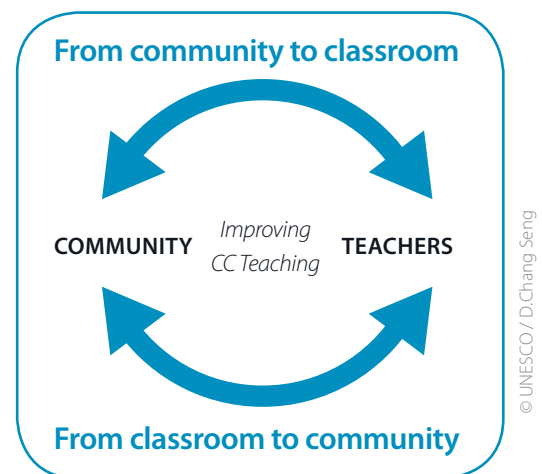 From community to classroom
COMMUNITY
Improving
CC Teaching
TEACHERS
From classroom to community
© UNESCO / D.Chang Seng